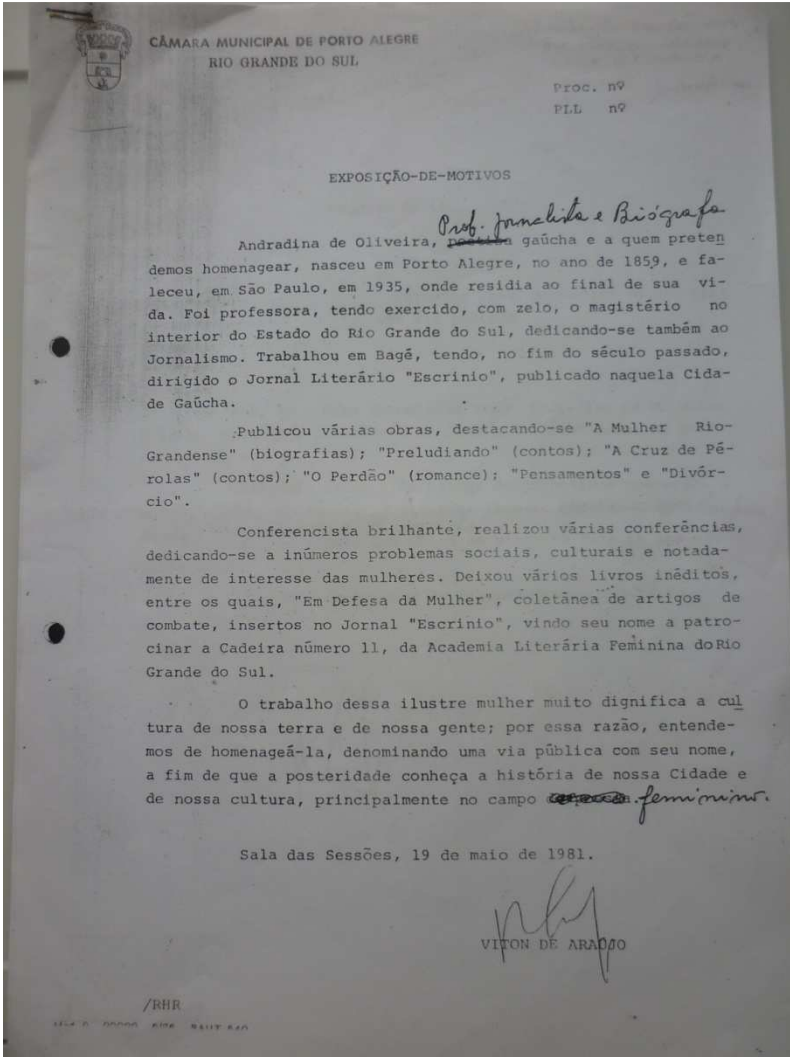 CÂMARA MUNICIPAL DE PORTO ALEGRE
RIO GRANDE DO SUL
Proc. nº
PLL nº
EXPOSIÇÃO-DE-MOTIVOS
Prof. Jornalista e Biógrafa
Andradina de Oliveira, gaúcha e a quem preten
demos homenagear, nasceu em Porto Alegre, no ano de 1859, e fa-
leceu, em São Paulo, em 1935, onde residia ao final de sua vi-
da. Foi professora, tendo exercido, com zelo, o magistério no
interior do Estado do Rio Grande do Sul, dedicando-se também ao
Jornalismo. Trabalhou em Bagé, tendo, no fim do século passado,
dirigido o Jornal Literário "Escrinio", publicado naquela Cida-
de Gaúcha.
Publicou várias obras, destacando-se "A Mulher Rio-
Grandense" (biografias); "Preludiando" (contos); "A Cruz de Pé-
rolas" (contos); "O Perdão" (romance); "Pensamentos" e "Divór-
cio".
Conferencista brilhante, realizou várias conferências,
dedicando-se a inúmeros problemas sociais, culturais e notada-
mente de interesse das mulheres. Deixou vários livros inéditos,
entre os quais, "Em Defesa da Mulher", coletânea de artigos de
combate, insertos no Jornal "Escrinio", vindo seu nome a patro-
cinar a Cadeira número 11, da Academia Literária Feminina do Rio
Grande do Sul.
O trabalho dessa ilustre mulher muito dignifica a cul
tura de nossa terra e de nossa gente; por essa razão, entende-
mos de homenageá-la, denominando uma via pública com seu nome,
a fim de que a posteridade conheça a história de nossa Cidade e
de nossa cultura, principalmente no campo feminino.
Sala das Sessões, 19 de maio de 1981.
VITON DE ARAUJO
/RHR